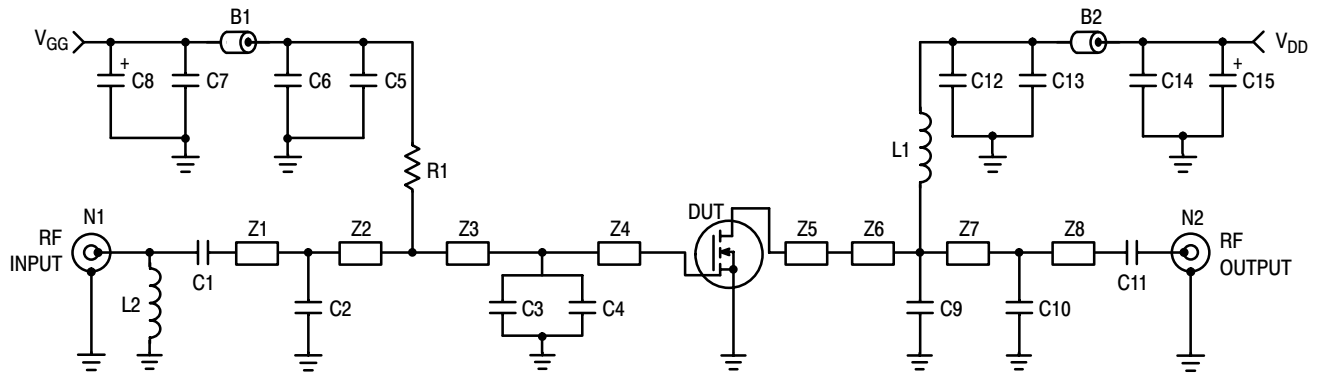 B1
B2
VGG
VDD
+
C8
C7
C6
C5
C12
C13
C14
+
C15
R1
L1
N1
RF
INPUT
Z1
Z2
Z3
Z4
DUT
Z5
Z6
Z7
Z8
N2
RF
OUTPUT
L2
C1
C2
C3
C4
C9
C10
C11